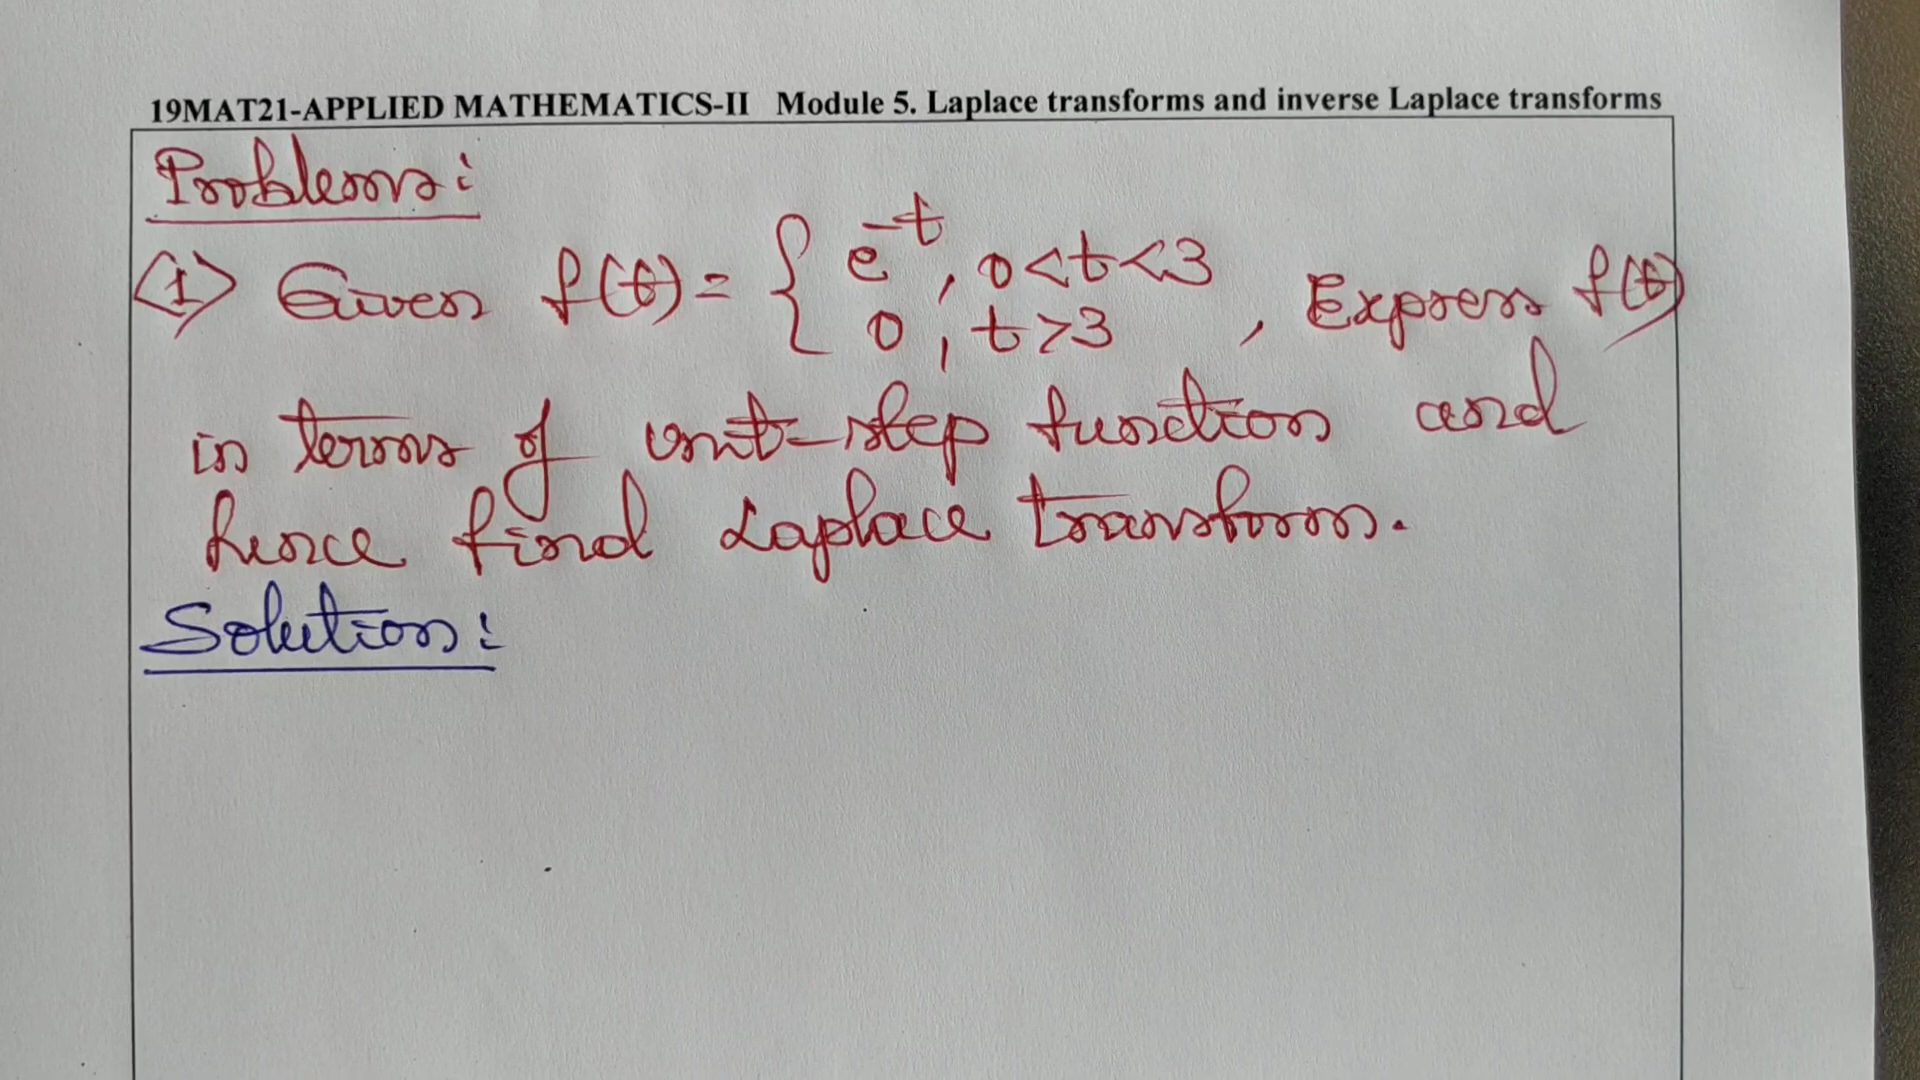 19MAT21-APPLIED MATHEMATICS-II Module 5. Laplace transforms and inverse Laplace transforms
Problems:
<1> Given f(t) = { e^-t, 0<t<3
0, t>3 , Express f(t)
in terms of unit-step function and
hence find Laplace transform.
Solution: